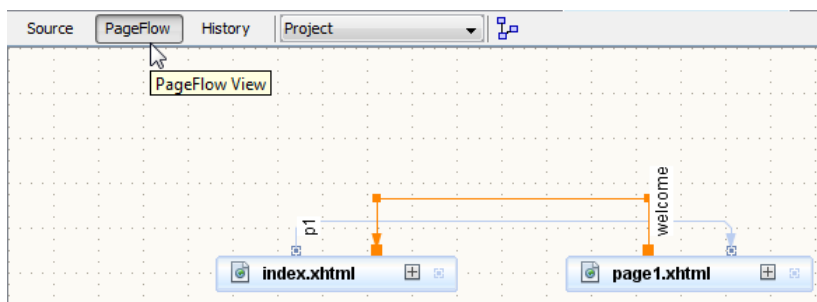 Source PageFlow History Project
PageFlow View
welcome
p1
index.xhtml
page1.xhtml